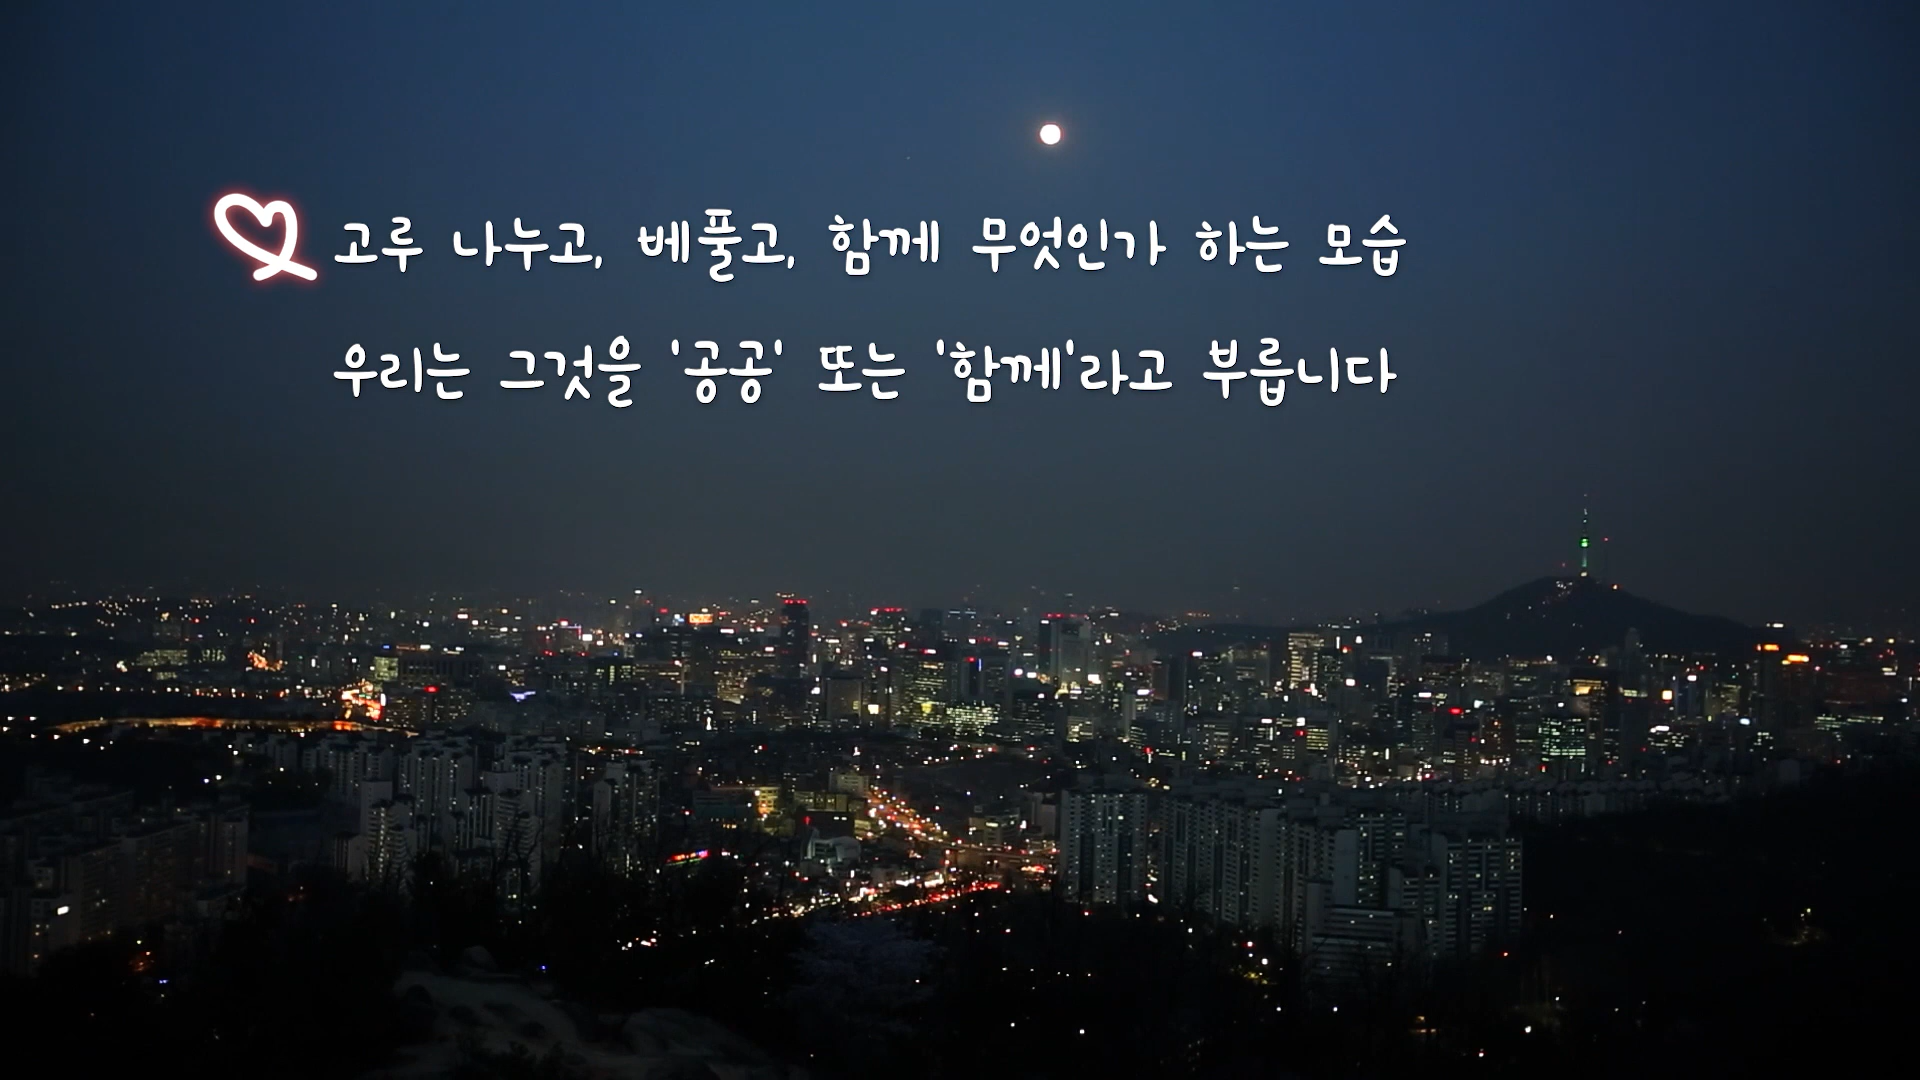 고루 나누고, 베풀고, 함께 무엇인가 하는 모습
우리는 그것을 '공공' 또는 '함께'라고 부릅니다